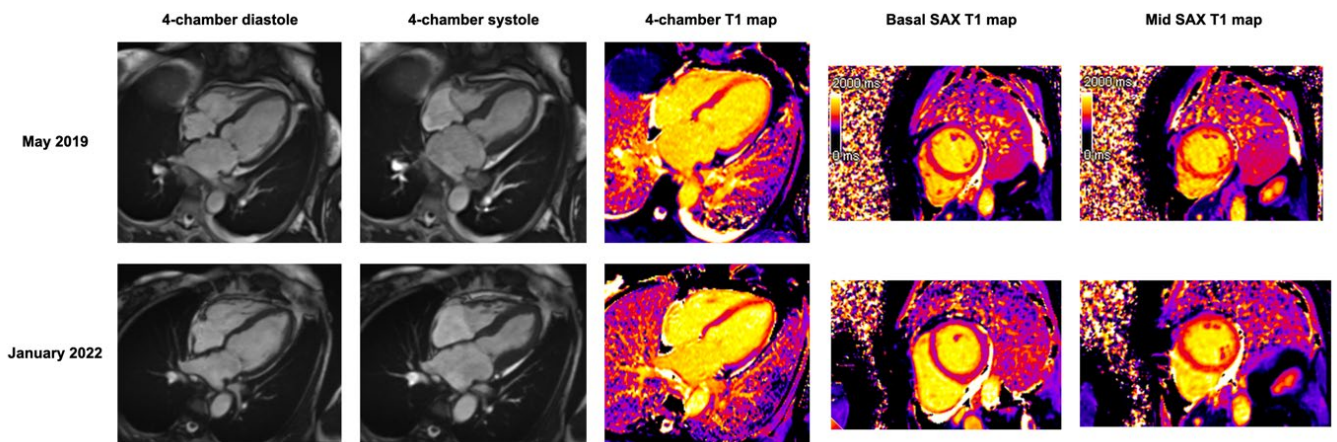 4-chamber diastole
4-chamber systole
4-chamber T1 map
Basal SAX T1 map
Mid SAX T1 map
May 2019
2000 ms
0 ms
2000 ms
0 ms
January 2022